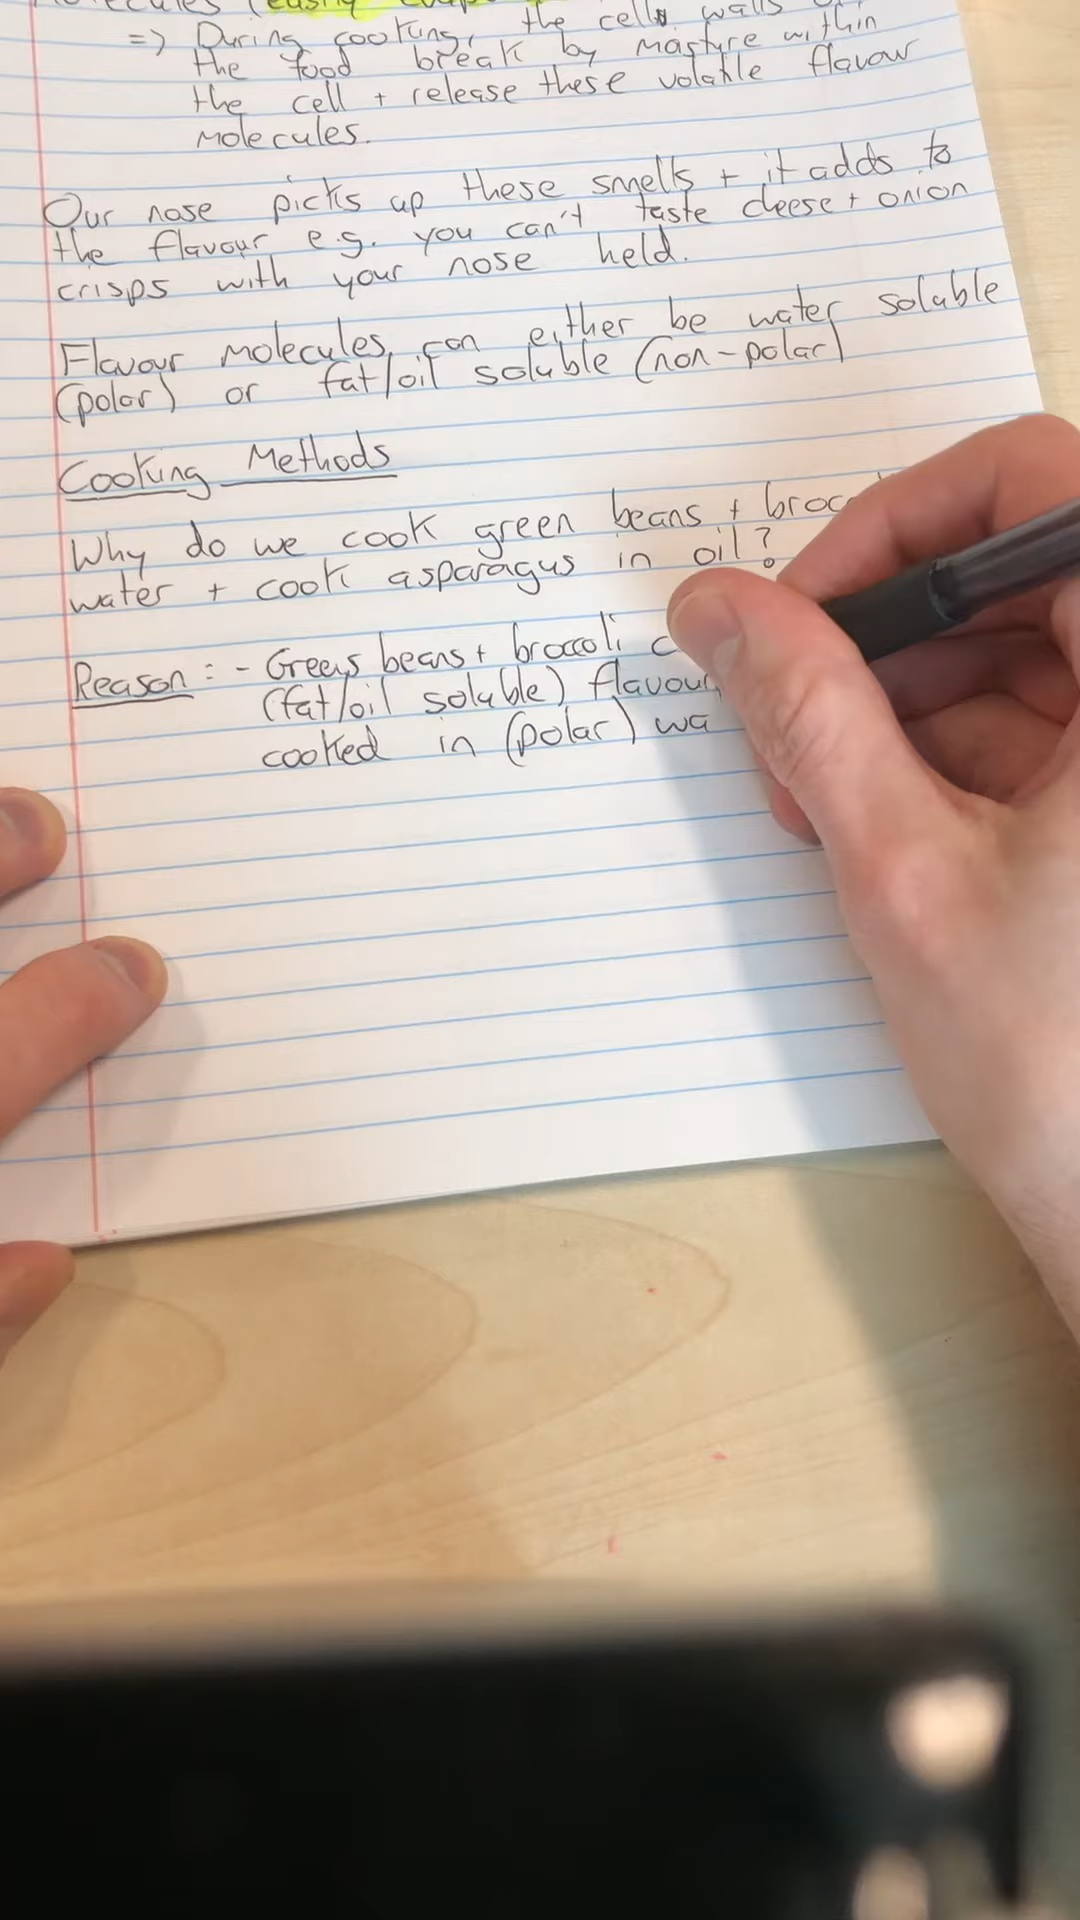 molecules (easily
=> During cooking, the cells walls
the food break by moisture within
the cell + release these volatile flavour
molecules.
Our nose picks up these smells + it adds to
the flavour e.g. you can't taste cheese + onion
crisps with your nose held.
Flavour molecules can either be water soluble
(polar) or fat/oil soluble (non-polar)
Cooking Methods
Why do we cook green beans + broc
water + cook asparagus in oil?
Reason: - Greens beans + broccoli c
(fat/oil soluble) flavour
cooked in (polar) wa